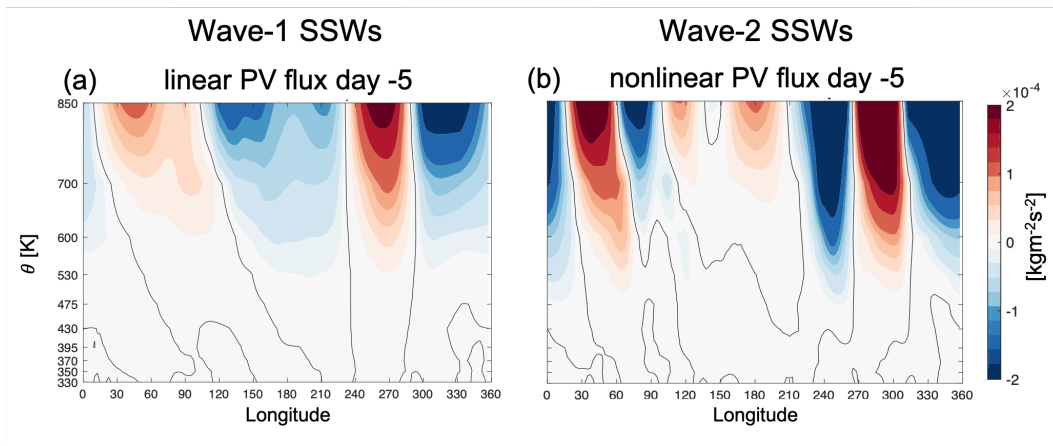 Wave-1 SSWs
Wave-2 SSWs
(a)
linear PV flux day -5
(b)
nonlinear PV flux day -5
850
700
600
530
475
430
395
370
350
330
θ [K]
0 30 60 90 120 150 180 210 240 270 300 330 360
Longitude
0 30 60 90 120 150 180 210 240 270 300 330 360
Longitude
×10⁻⁴
2
1
0
-1
-2
[kgm⁻²s⁻²]